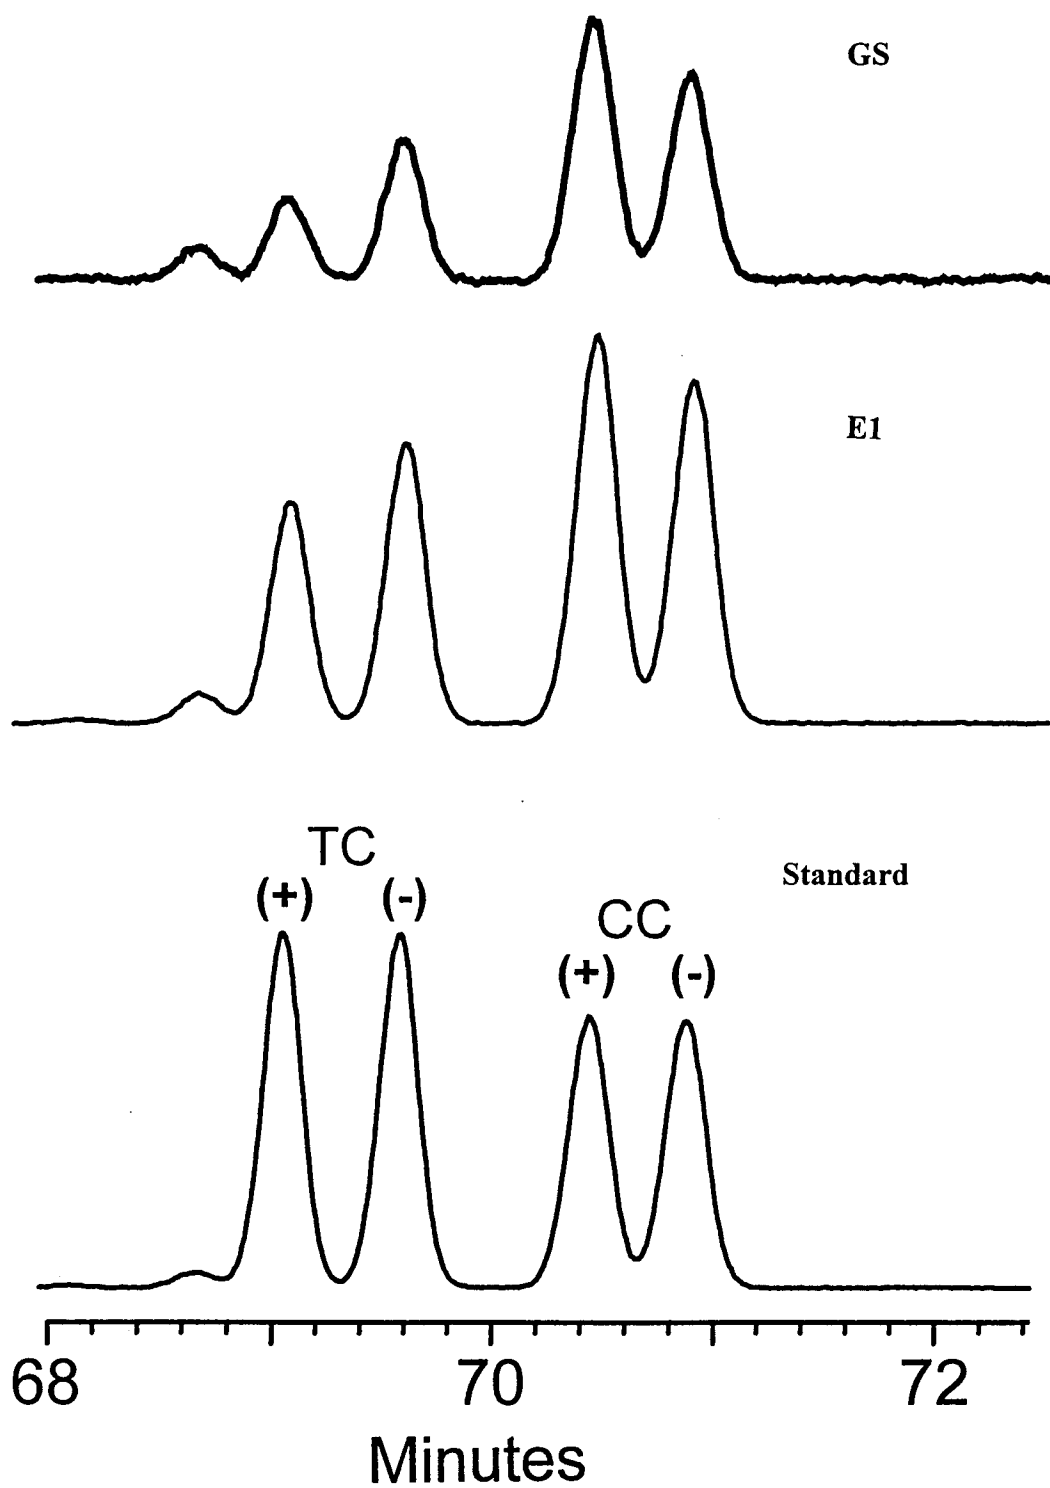 GS
E1
TC
(+) (-)
Standard
CC
(+) (-)
68 70 72
Minutes